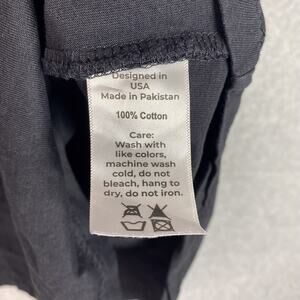 Designed in
USA
Made in Pakistan
100% Cotton
Care:
Wash with
like colors,
machine wash
cold, do not
bleach, hang to
dry, do not iron.